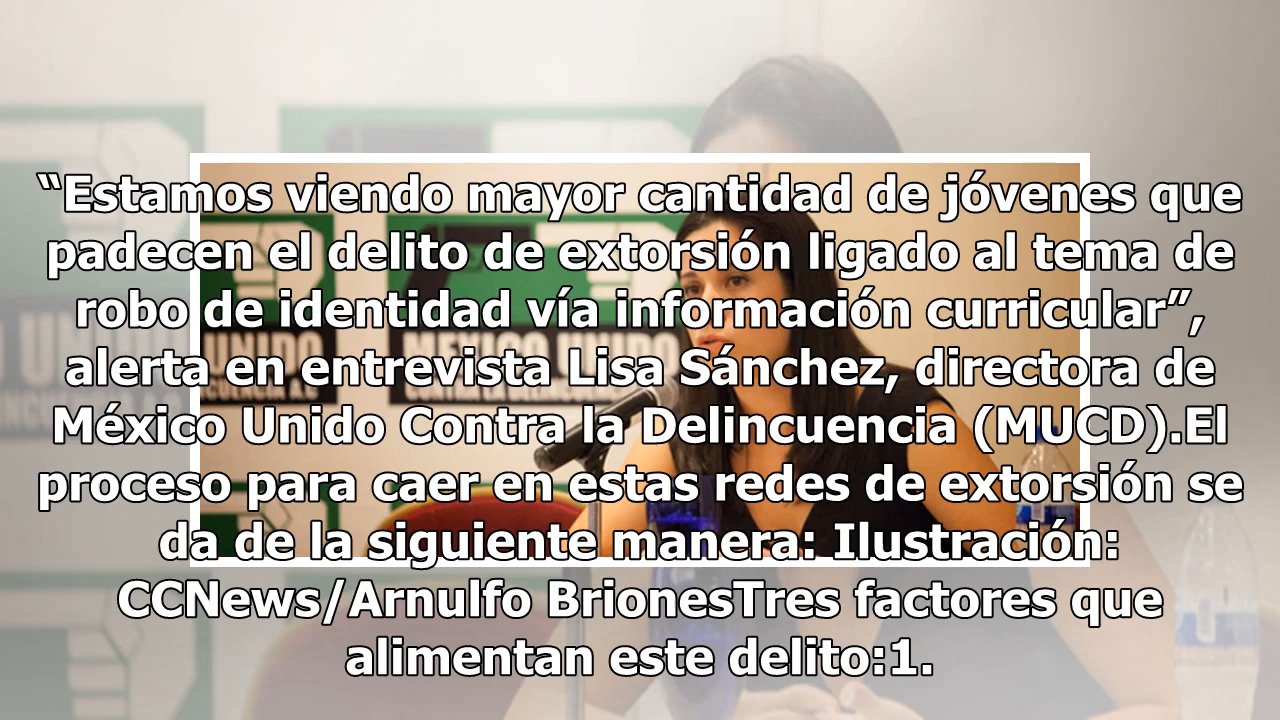 “Estamos viendo mayor cantidad de jóvenes que
padecen el delito de extorsión ligado al tema de
robo de identidad vía información curricular”,
alerta en entrevista Lisa Sánchez, directora de
México Unido Contra la Delincuencia (MUCD).El
proceso para caer en estas redes de extorsión se
da de la siguiente manera: Ilustración:
CCNews/Arnulfo BrionesTres factores que
alimentan este delito:1.
UNIDO
MEXICO UNIDO